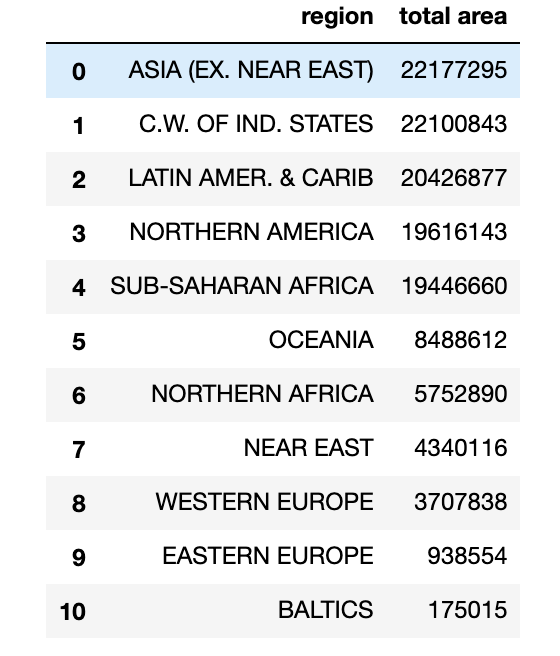 region total area
0 ASIA (EX. NEAR EAST) 22177295
1 C.W. OF IND. STATES 22100843
2 LATIN AMER. & CARIB 20426877
3 NORTHERN AMERICA 19616143
4 SUB-SAHARAN AFRICA 19446660
5 OCEANIA 8488612
6 NORTHERN AFRICA 5752890
7 NEAR EAST 4340116
8 WESTERN EUROPE 3707838
9 EASTERN EUROPE 938554
10 BALTICS 175015